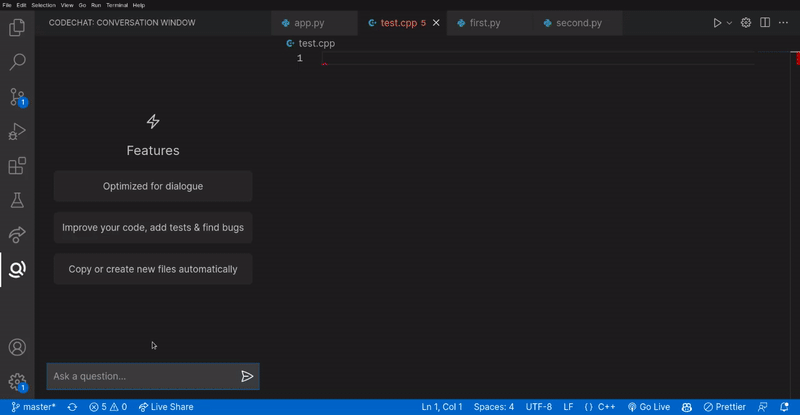 File Edit Selection View Go Run Terminal Help
CODECHAT: CONVERSATION WINDOW
app.py
test.cpp 5
first.py
second.py
test.cpp
1
Features
Optimized for dialogue
Improve your code, add tests & find bugs
Copy or create new files automatically
Ask a question...
1
1
master* 5 0 Live Share Ln 1, Col 1 Spaces: 4 UTF-8 LF C++ Go Live Prettier